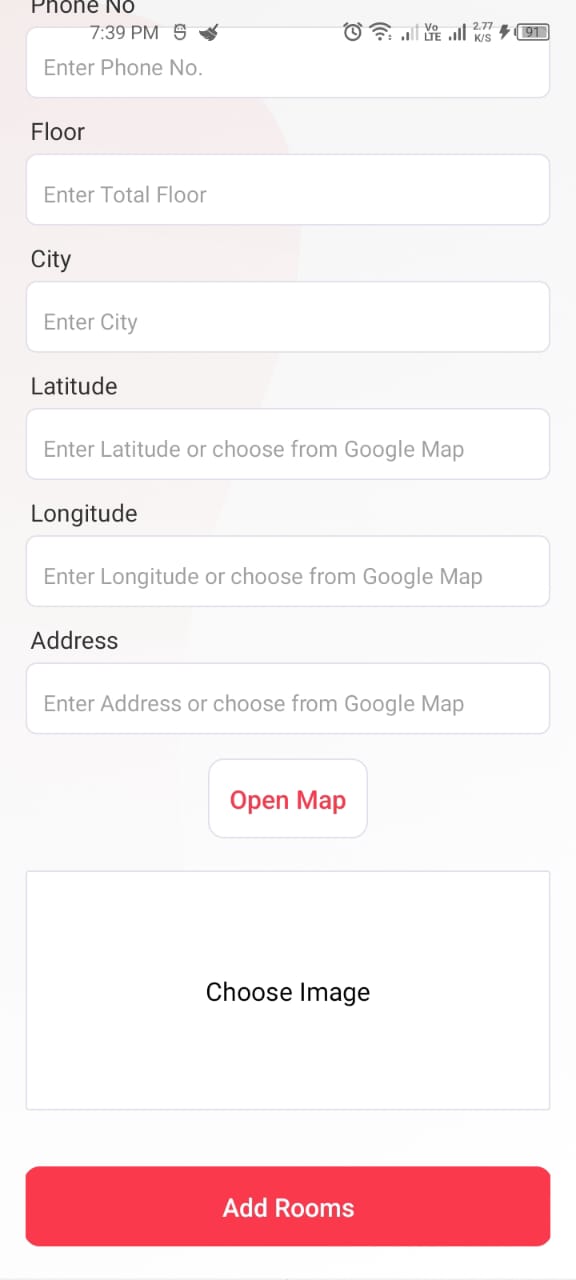 Phone No
7:39 PM
Vo
LTE
2.77
K/S
91
Enter Phone No.
Floor
Enter Total Floor
City
Enter City
Latitude
Enter Latitude or choose from Google Map
Longitude
Enter Longitude or choose from Google Map
Address
Enter Address or choose from Google Map
Open Map
Choose Image
Add Rooms